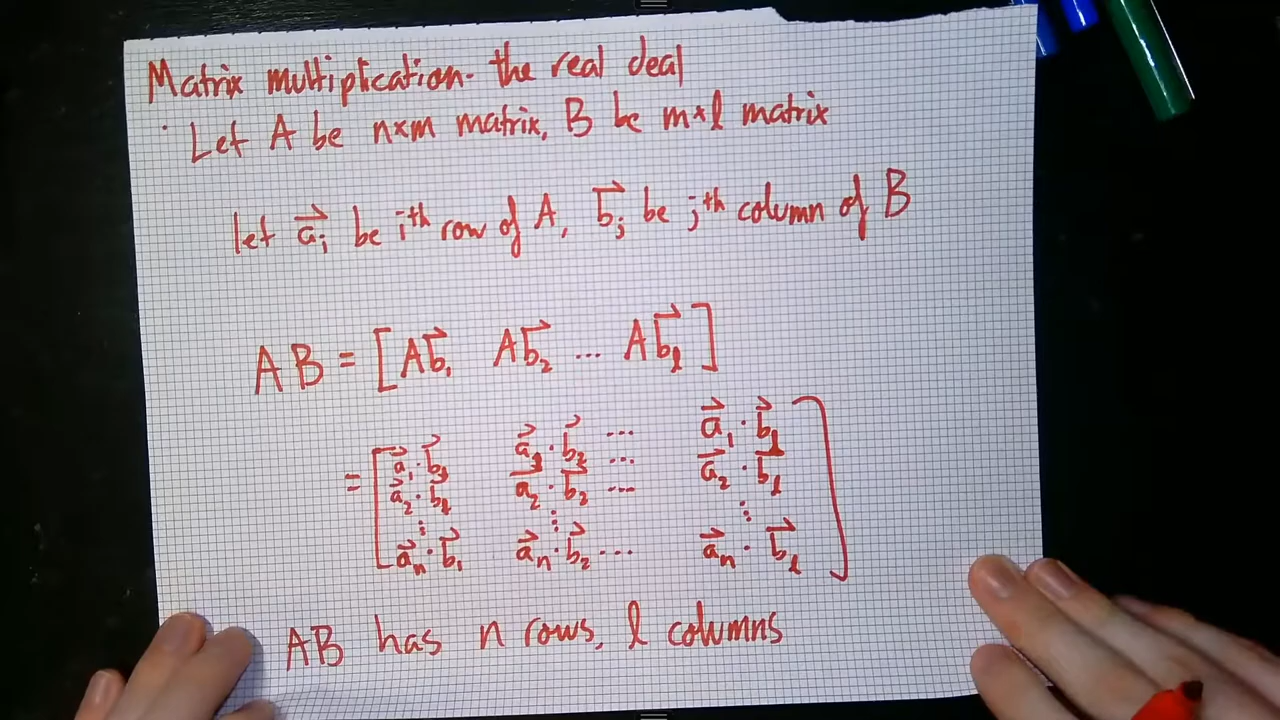 Matrix multiplication - the real deal
Let A be n×m matrix, B be m×l matrix
let a⃗ᵢ be iᵗʰ row of A, b⃗ⱼ be jᵗʰ column of B
AB = [Ab⃗₁ Ab⃗₂ ... Ab⃗ₗ]
= [a⃗₁·b⃗₁ a⃗₁·b⃗₂ ... a⃗₁·b⃗ₗ
a⃗₂·b⃗₁ a⃗₂·b⃗₂ ... a⃗₂·b⃗ₗ
⋮ ⋮ ⋮
a⃗ₙ·b⃗₁ a⃗ₙ·b⃗₂ ... a⃗ₙ·b⃗ₗ]
AB has n rows, l columns